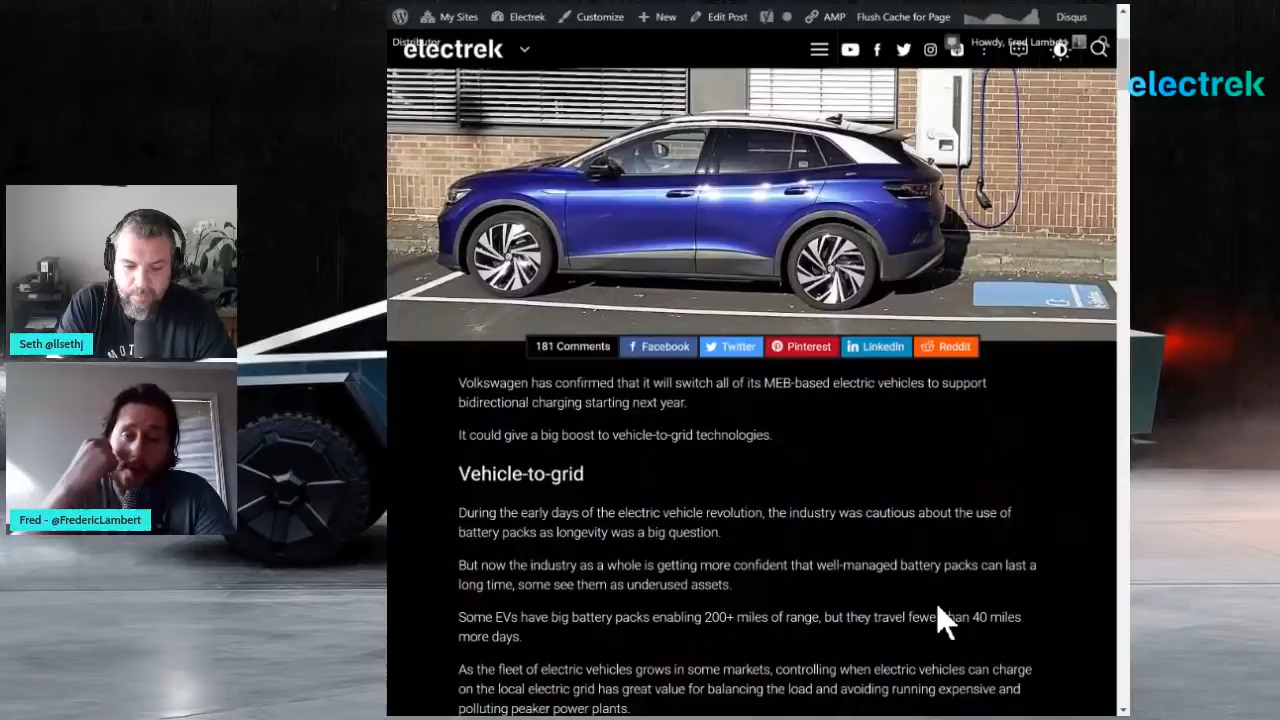 My Sites Electrek Customize New Edit Post AMP Flush Cache for Page Disqus
Distributor Howdy, Fred Lambert
electrek
electrek
181 Comments Facebook Twitter Pinterest LinkedIn Reddit
Volkswagen has confirmed that it will switch all of its MEB-based electric vehicles to support
bidirectional charging starting next year.
It could give a big boost to vehicle-to-grid technologies.
Vehicle-to-grid
During the early days of the electric vehicle revolution, the industry was cautious about the use of
battery packs as longevity was a big question.
But now the industry as a whole is getting more confident that well-managed battery packs can last a
long time, some see them as underused assets.
Some EVs have big battery packs enabling 200+ miles of range, but they travel fewer than 40 miles
more days.
As the fleet of electric vehicles grows in some markets, controlling when electric vehicles can charge
on the local electric grid has great value for balancing the load and avoiding running expensive and
polluting peaker power plants.
Seth @llsethj
MOT
Fred - @FredericLambert